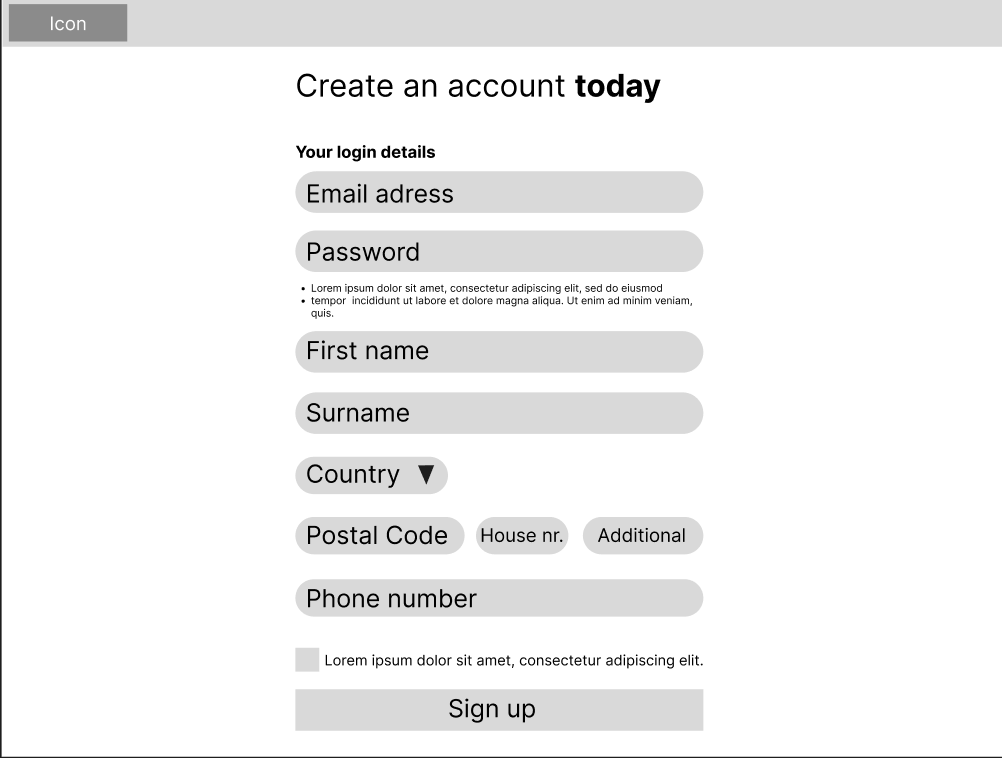 Icon
Create an account today
Your login details
Email adress
Password
• Lorem ipsum dolor sit amet, consectetur adipiscing elit, sed do eiusmod
• tempor  incididunt ut labore et dolore magna aliqua. Ut enim ad minim veniam,
quis.
First name
Surname
Country ▼
Postal Code House nr. Additional
Phone number
Lorem ipsum dolor sit amet, consectetur adipiscing elit.
Sign up